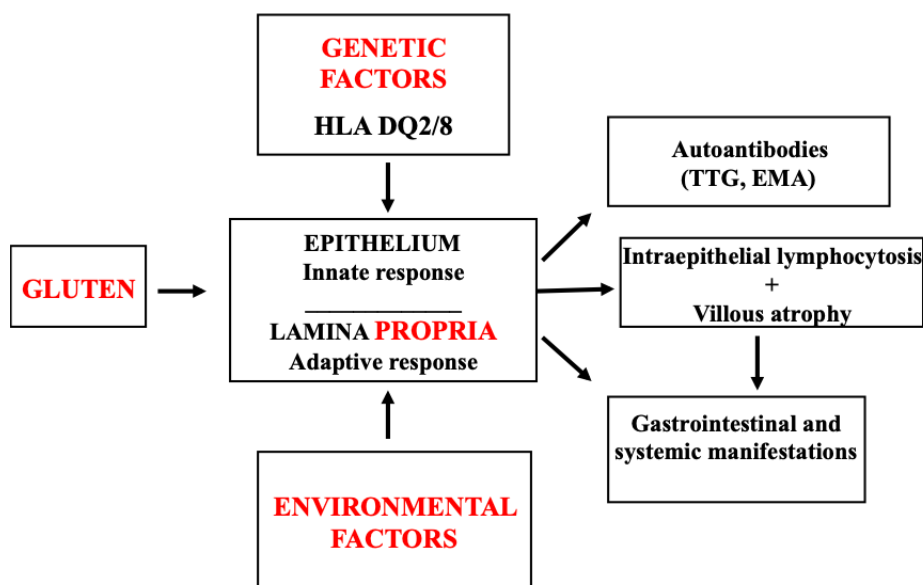 GENETIC
FACTORS
HLA DQ2/8
Autoantibodies
(TTG, EMA)
GLUTEN
EPITHELIUM
Innate response
LAMINA PROPRIA
Adaptive response
Intraepithelial lymphocytosis
+
Villous atrophy
Gastrointestinal and
systemic manifestations
ENVIRONMENTAL
FACTORS